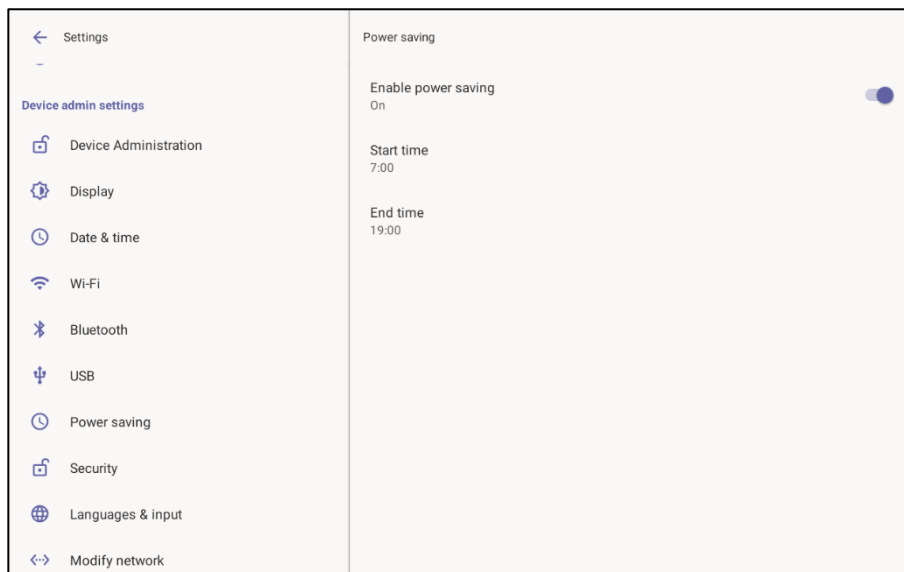 Settings
Device admin settings
Device Administration
Display
Date & time
Wi-Fi
Bluetooth
USB
Power saving
Security
Languages & input
Modify network
Power saving
Enable power saving
On
Start time
7:00
End time
19:00